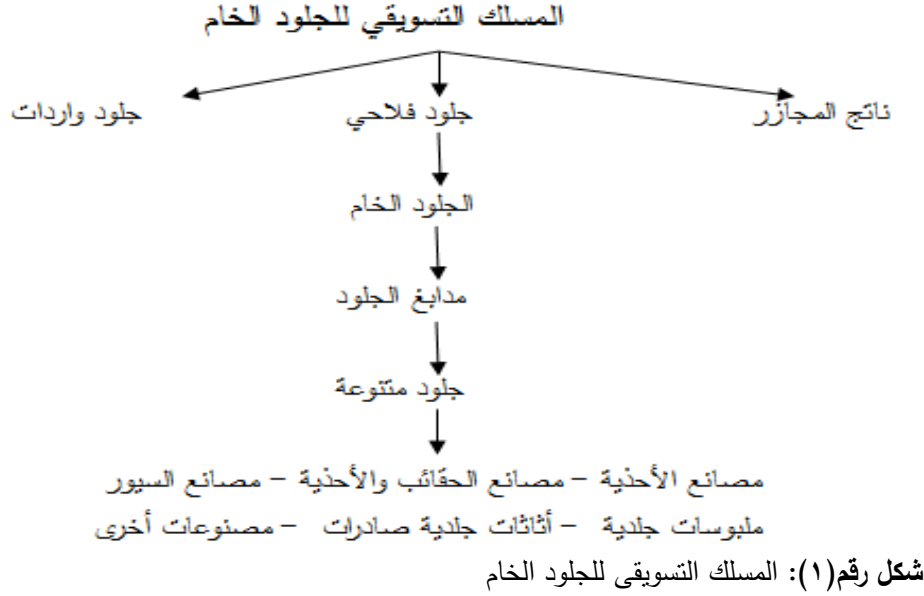 المسلك التسويقي للجلود الخام
ناتج المجازر
جلود فلاحي
جلود واردات
الجلود الخام
مدابغ الجلود
جلود متنوعة
مصانع الأحذية – مصانع الحقائب والأحذية – مصانع السيور
ملبوسات جلدية – أثاثات جلدية صادرات – مصنوعات أخرى
شكل رقم(١): المسلك التسويقى للجلود الخام